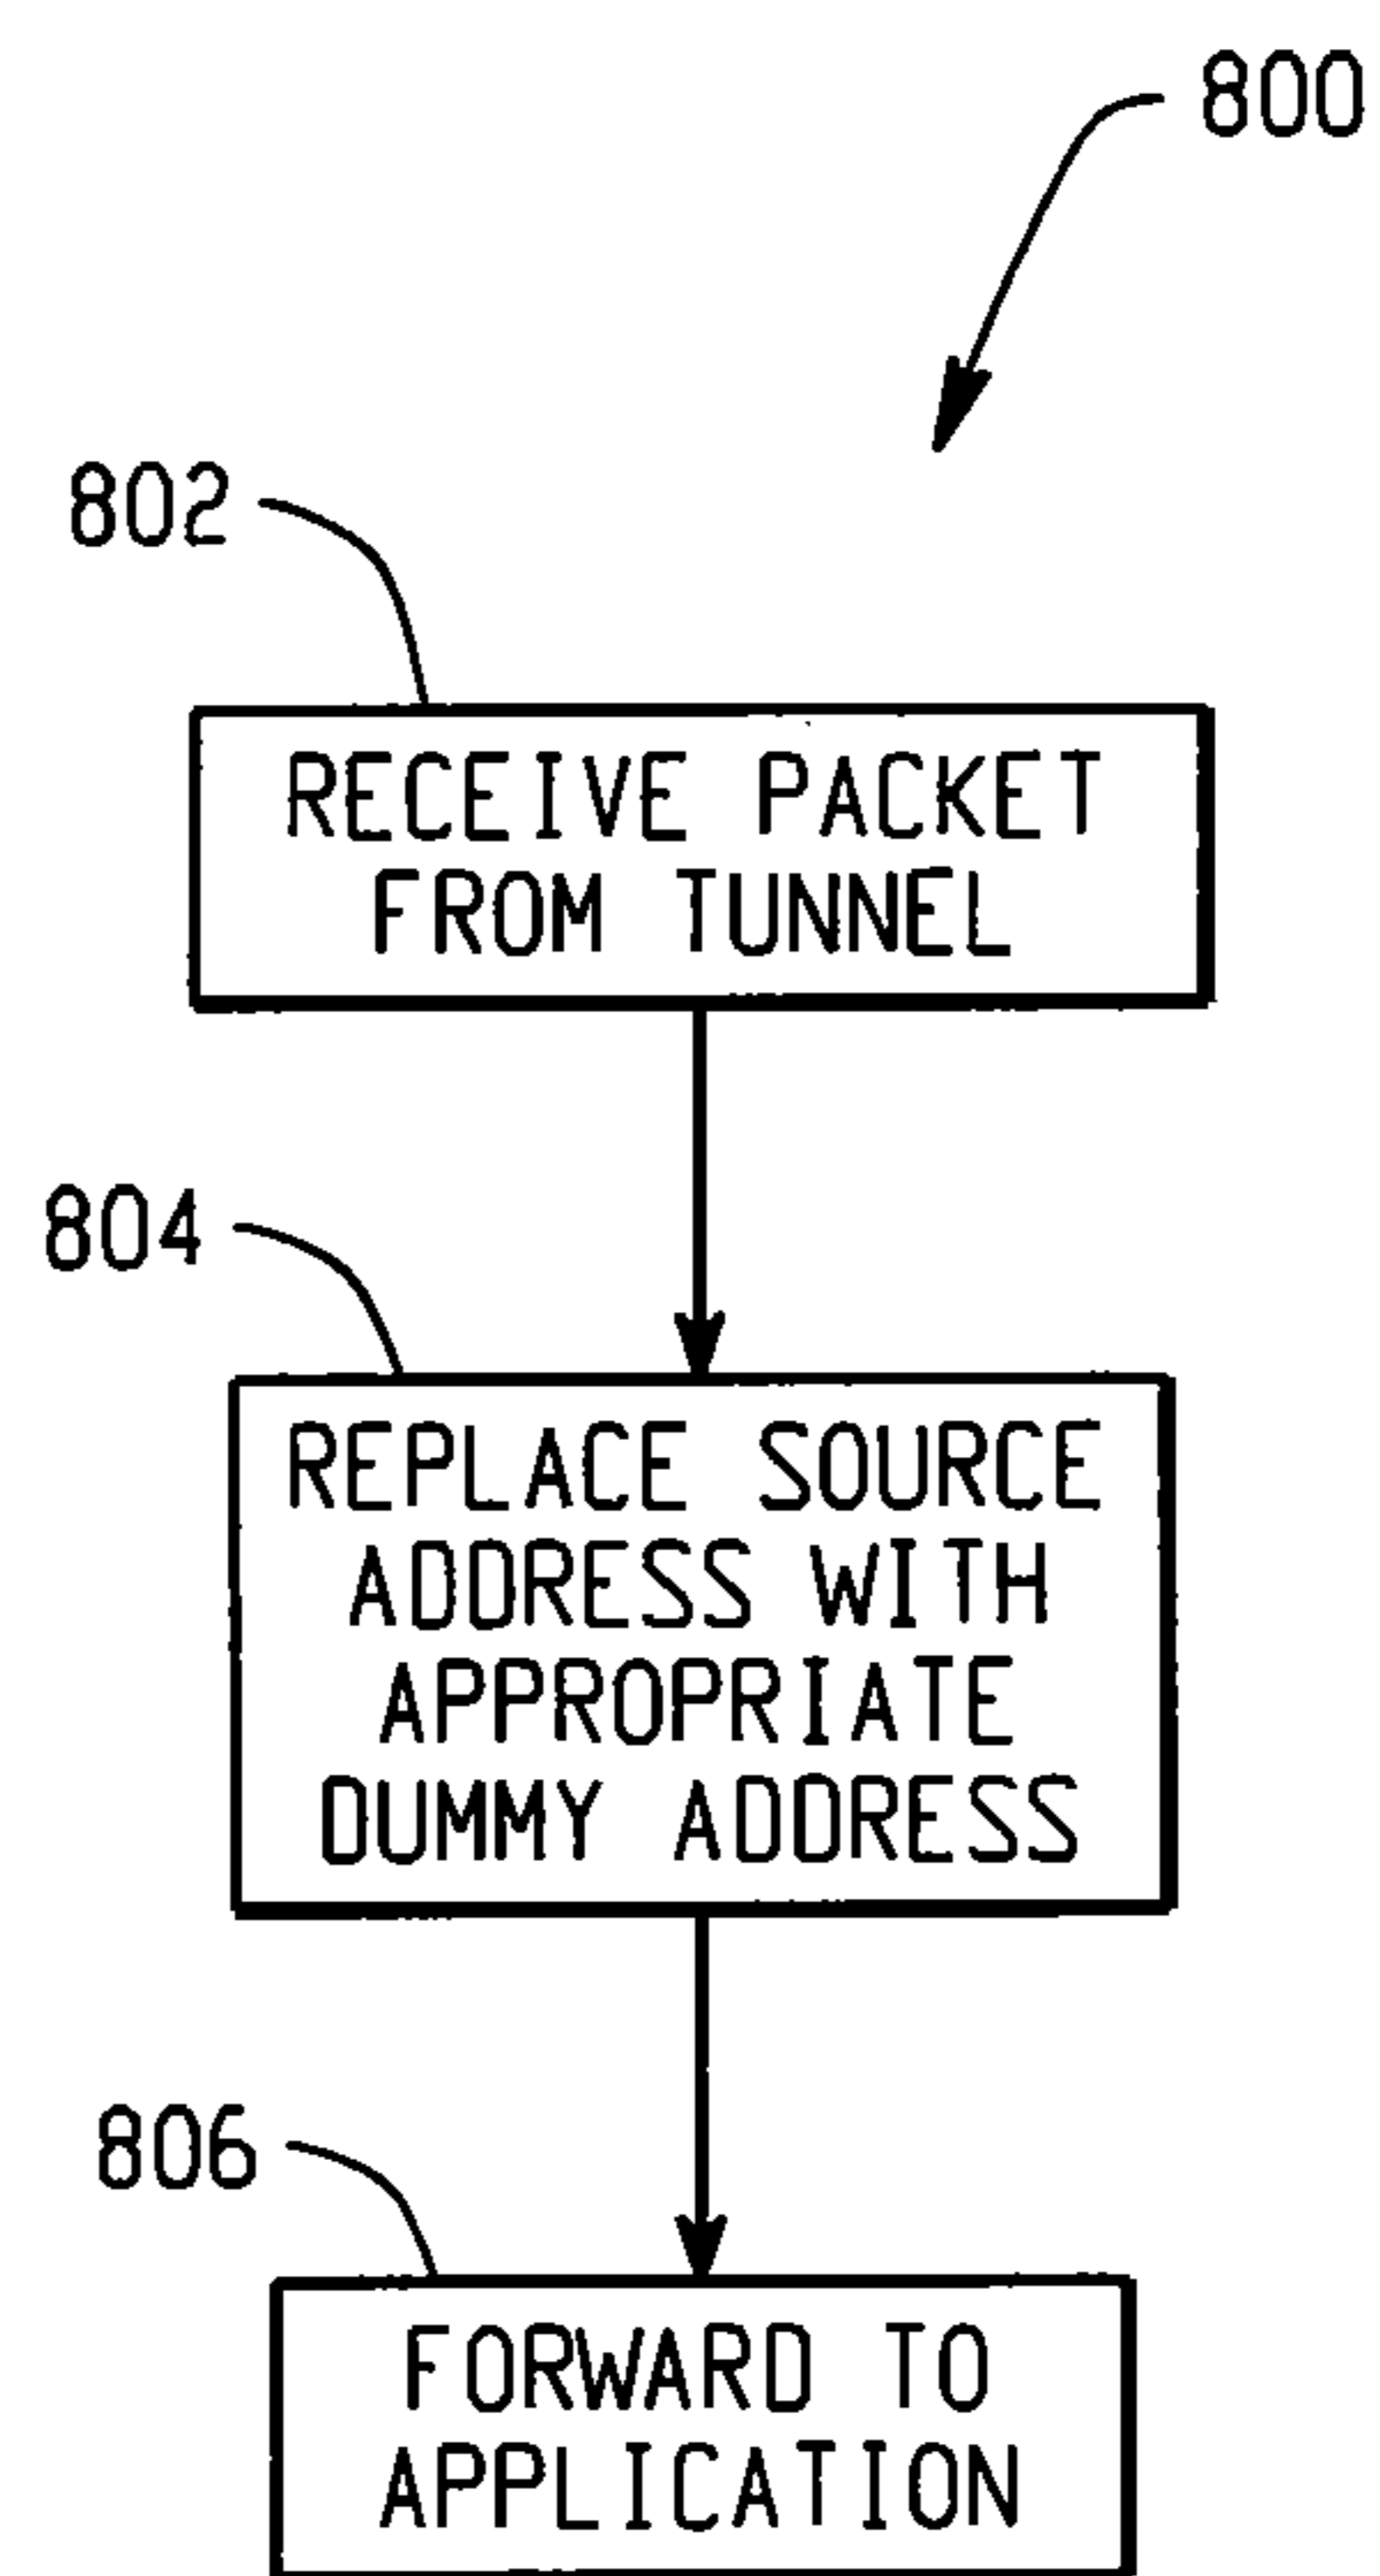 800
802
RECEIVE PACKET
FROM TUNNEL
804
REPLACE SOURCE
ADDRESS WITH
APPROPRIATE
DUMMY ADDRESS
806
FORWARD TO
APPLICATION